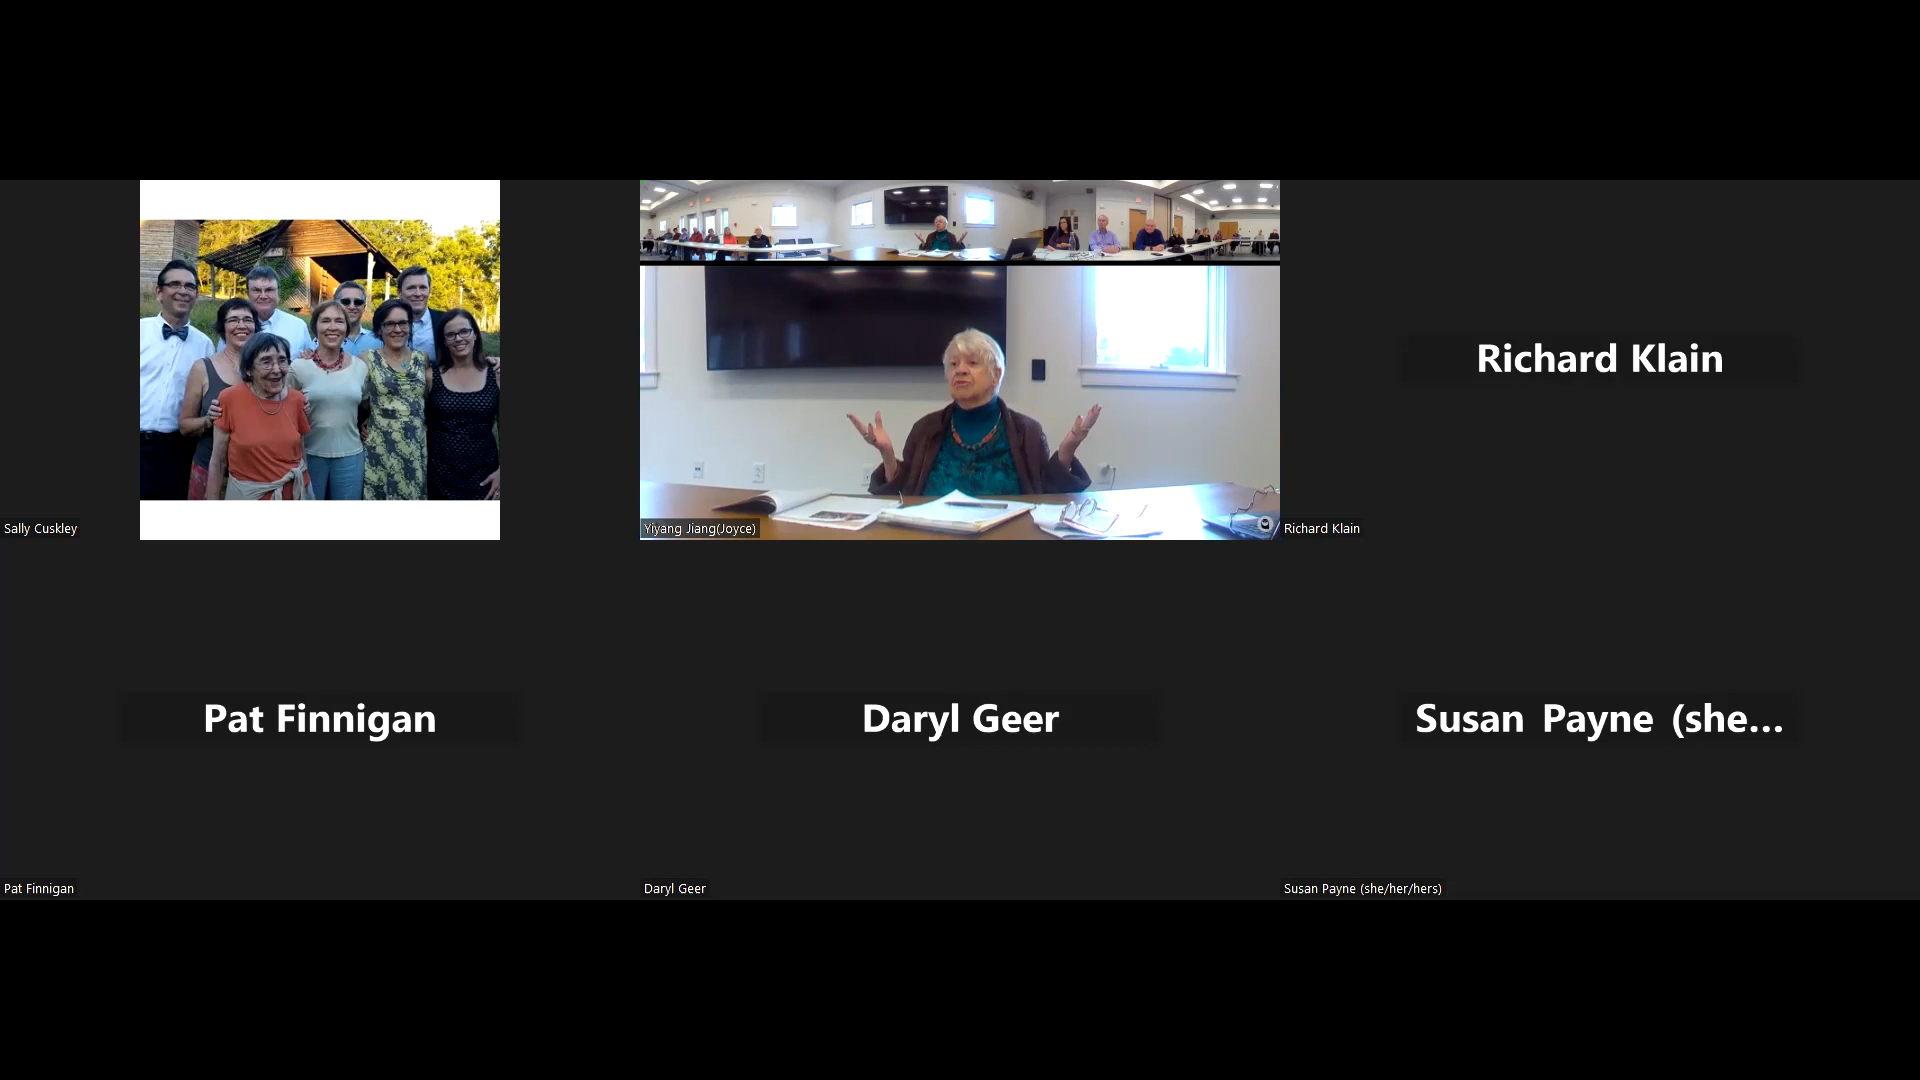 Richard Klain
Sally Cuskley
Yiyang Jiang(Joyce)
Richard Klain
Pat Finnigan
Daryl Geer
Susan Payne (she...
Pat Finnigan
Daryl Geer
Susan Payne (she/her/hers)